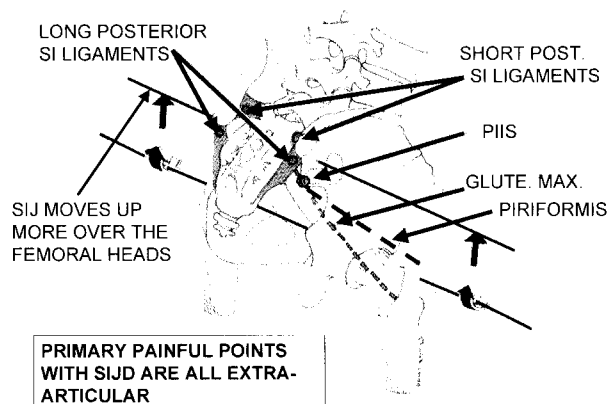 LONG POSTERIOR
SI LIGAMENTS
SHORT POST.
SI LIGAMENTS
PIIS
GLUTE. MAX.
PIRIFORMIS
SIJ MOVES UP
MORE OVER THE
FEMORAL HEADS
PRIMARY PAINFUL POINTS
WITH SIJD ARE ALL EXTRA-
ARTICULAR